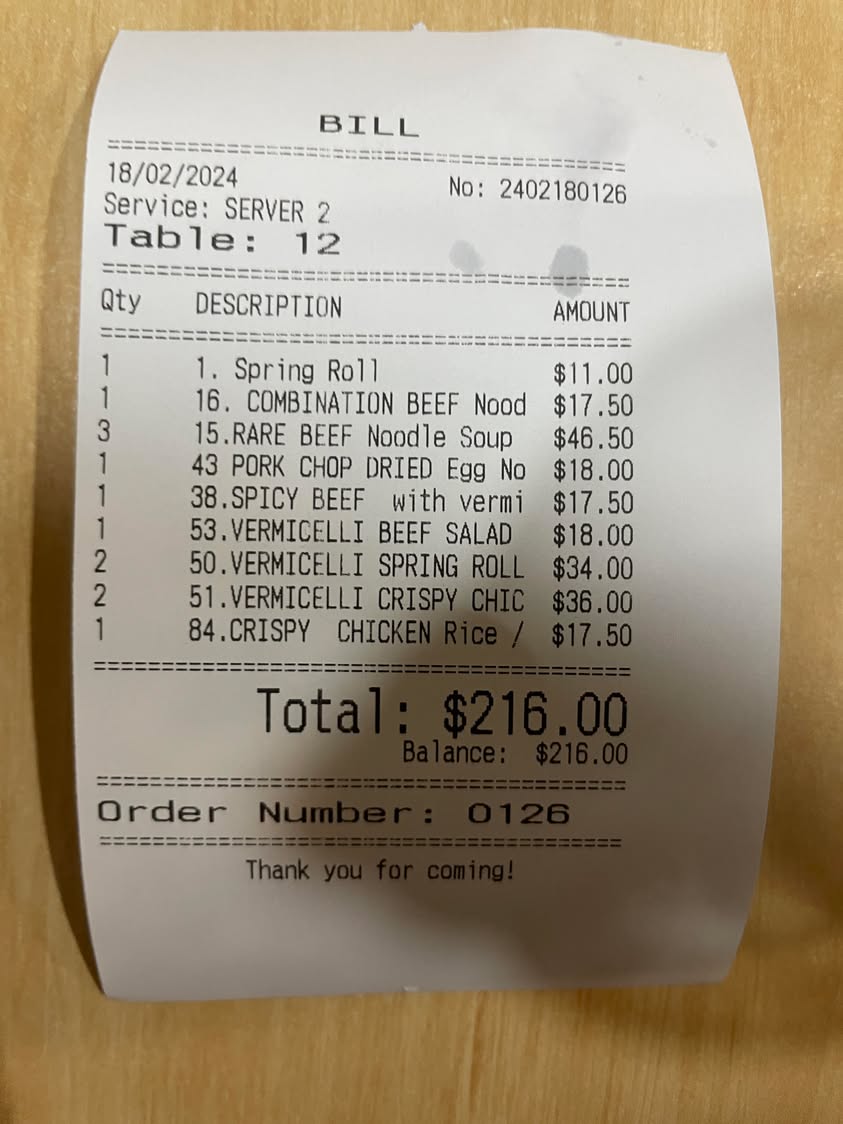 BILL
18/02/2024 No: 2402180126
Service: SERVER 2
Table: 12
Qty DESCRIPTION AMOUNT
1 1. Spring Roll $11.00
1 16. COMBINATION BEEF Nood $17.50
3 15.RARE BEEF Noodle Soup $46.50
1 43 PORK CHOP DRIED Egg No $18.00
1 38.SPICY BEEF with vermi $17.50
1 53.VERMICELLI BEEF SALAD $18.00
2 50.VERMICELLI SPRING ROLL $34.00
2 51.VERMICELLI CRISPY CHIC $36.00
1 84.CRISPY CHICKEN Rice / $17.50
Total: $216.00
Balance: $216.00
Order Number: 0126
Thank you for coming!